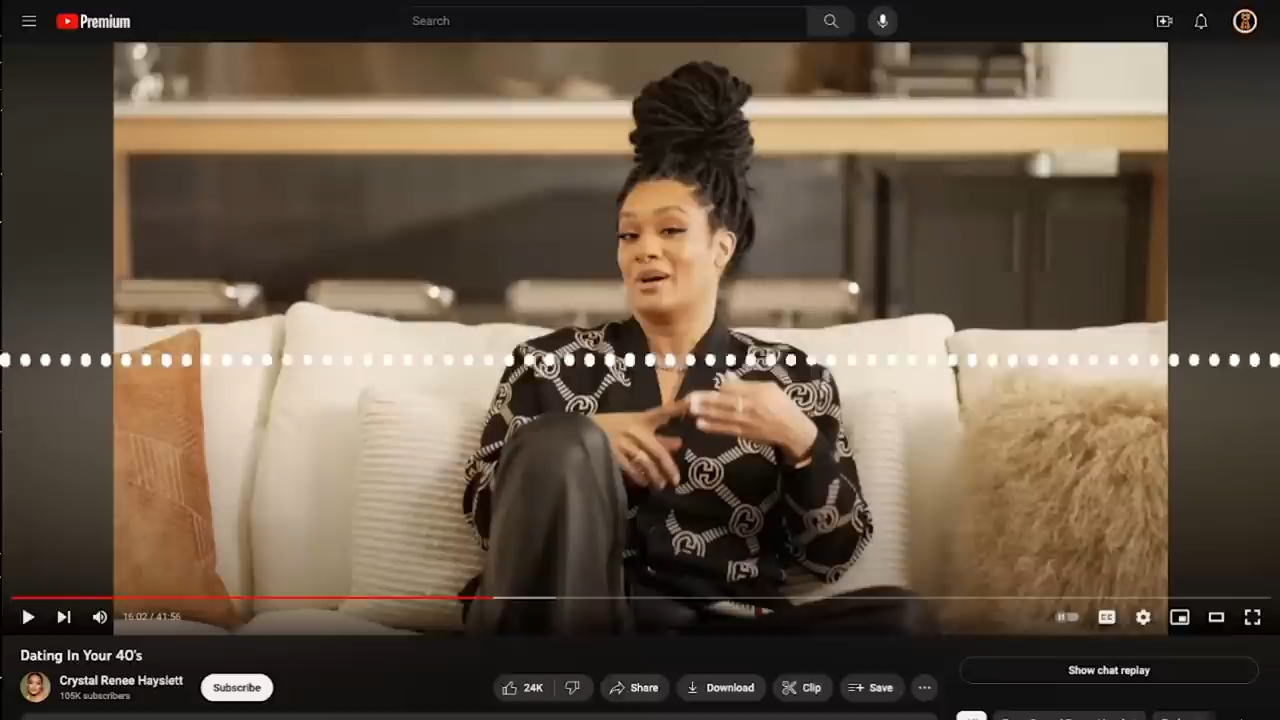 Premium
Search
16:02 / 41:56
CC
Dating In Your 40's
Crystal Renee Hayslett
105K subscribers
Subscribe
24K
Share
Download
Clip
Save
Show chat replay